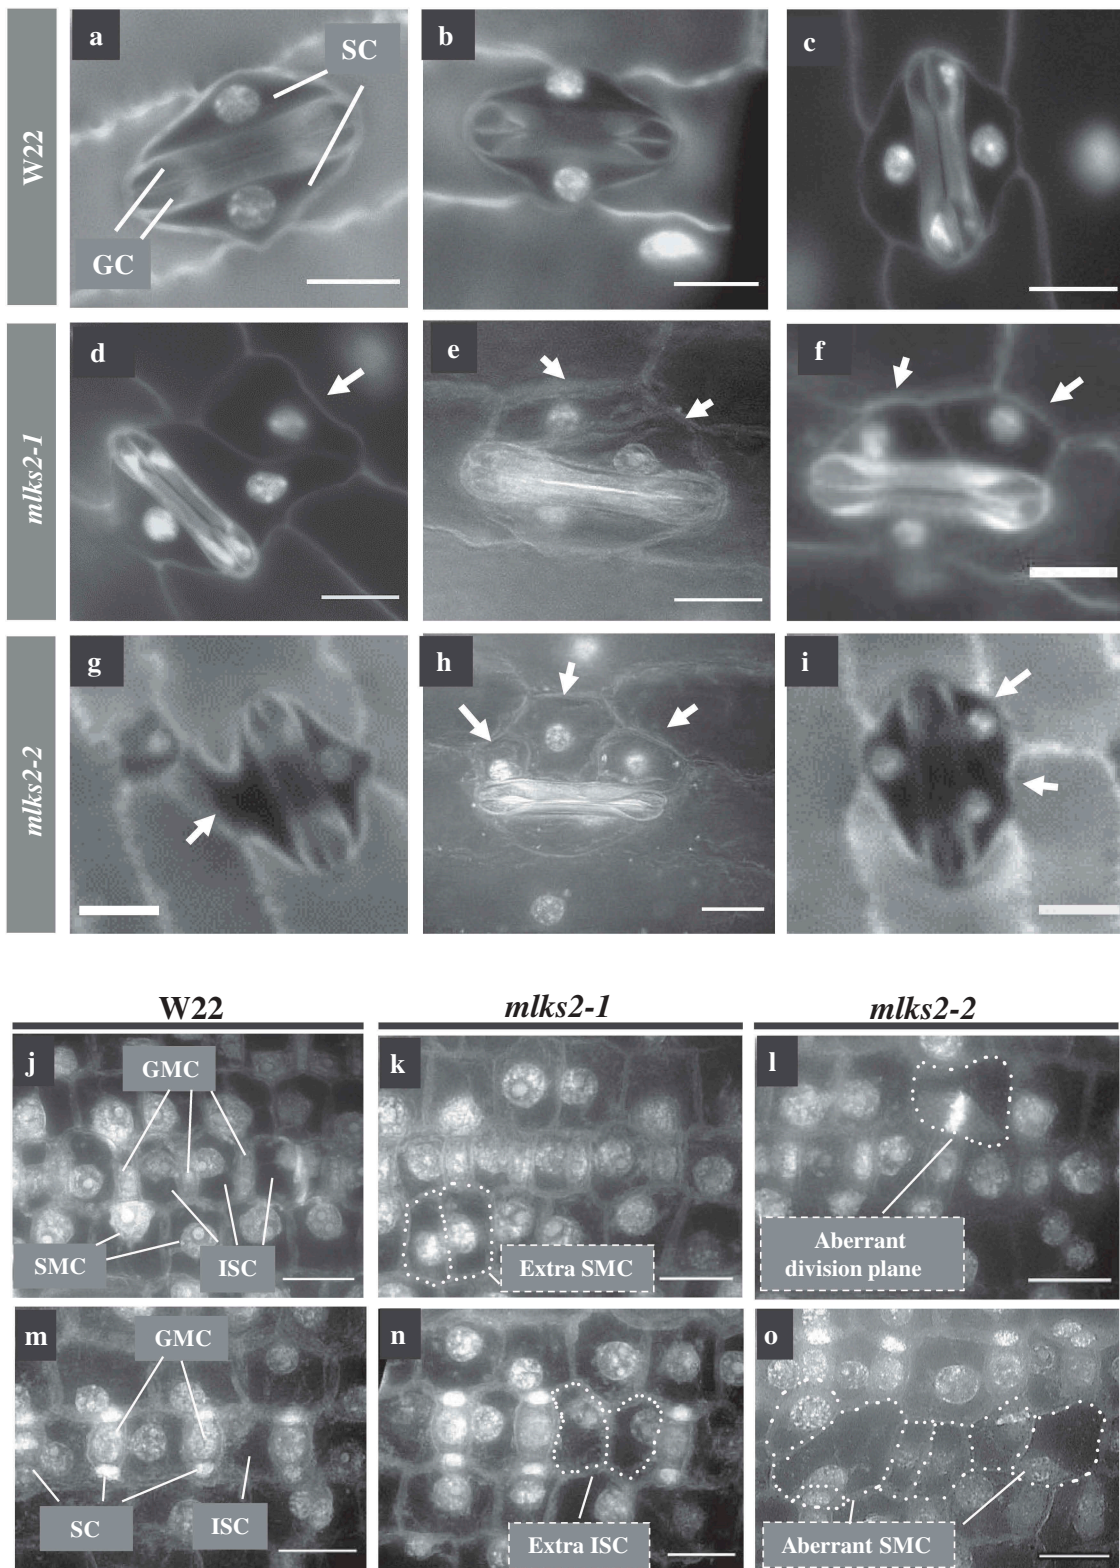 W22
a
SC
GC
b
c
mlks2-1
d
e
f
mlks2-2
g
h
i
W22
mlks2-1
mlks2-2
j
GMC
SMC
ISC
k
Extra SMC
l
Aberrant
division plane
m
GMC
SC
ISC
n
Extra ISC
o
Aberrant SMC